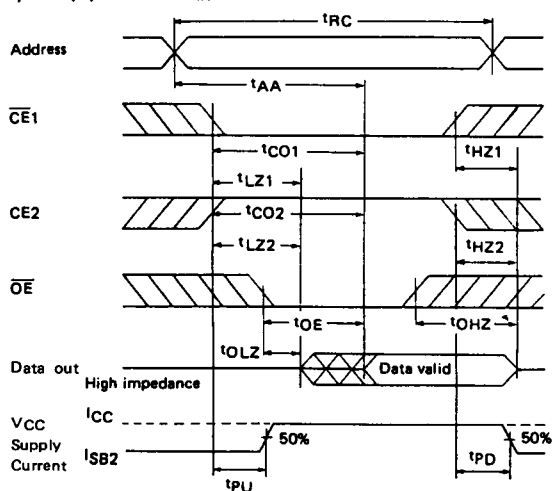 tRC
Address
tAA
CE1
tCO1
tHZ1
tLZ1
CE2
tCO2
tLZ2
tHZ2
OE
tOE
tOHZ
tOLZ
Data out
High impedance
Data valid
VCC
Supply
Current
ICC
ISB2
50%
50%
tPU
tPD